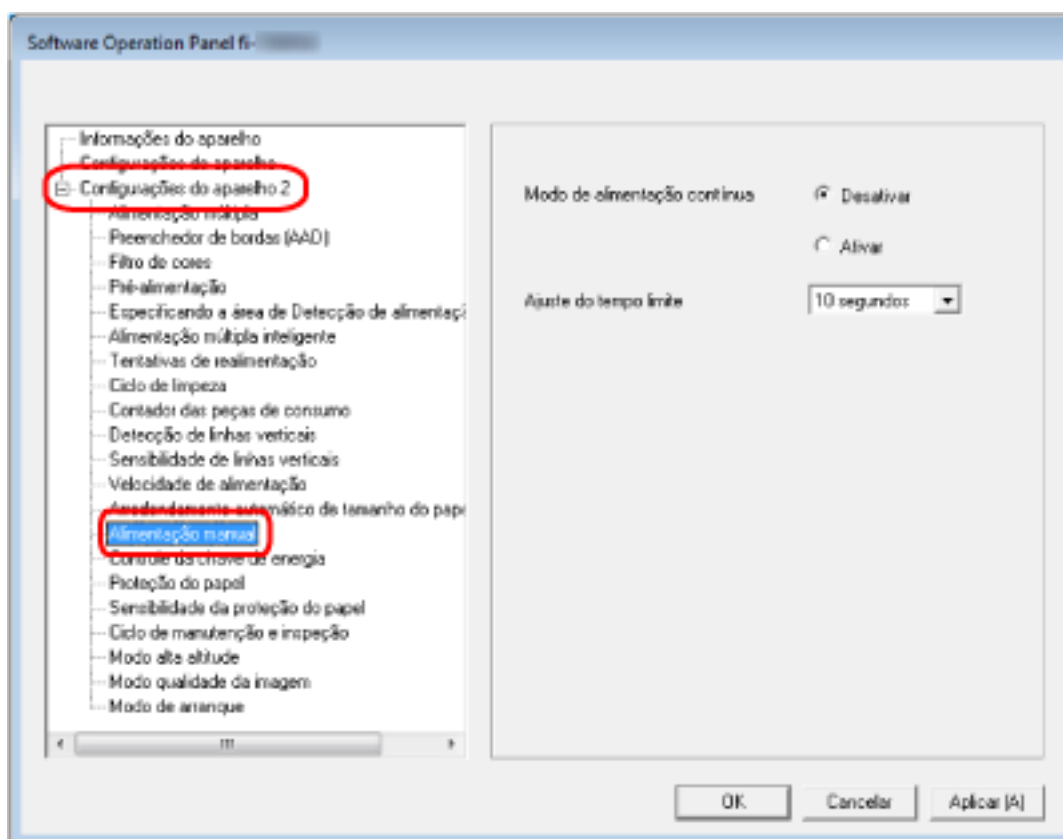 Software Operation Panel fi-
Informações do aparelho
Configurações do aparelho
Configurações do aparelho 2
Alimentação múltipla
Preenchedor de bordas (AAD)
Filtro de cores
Pré-alimentação
Especificando a área de Detecção de alimentaçã
Alimentação múltipla inteligente
Tentativas de realimentação
Ciclo de limpeza
Contador das peças de consumo
Detecção de linhas verticais
Sensibilidade de linhas verticais
Velocidade de alimentação
Arredondamento automático de tamanho do pape
Alimentação manual
Controle da chave de energia
Proteção do papel
Sensibilidade da proteção do papel
Ciclo de manutenção e inspeção
Modo alta altitude
Modo qualidade da imagem
Modo de arranque
Modo de alimentação contínua
Desativar
Ativar
Ajuste do tempo limite
10 segundos
OK
Cancelar
Aplicar (A)